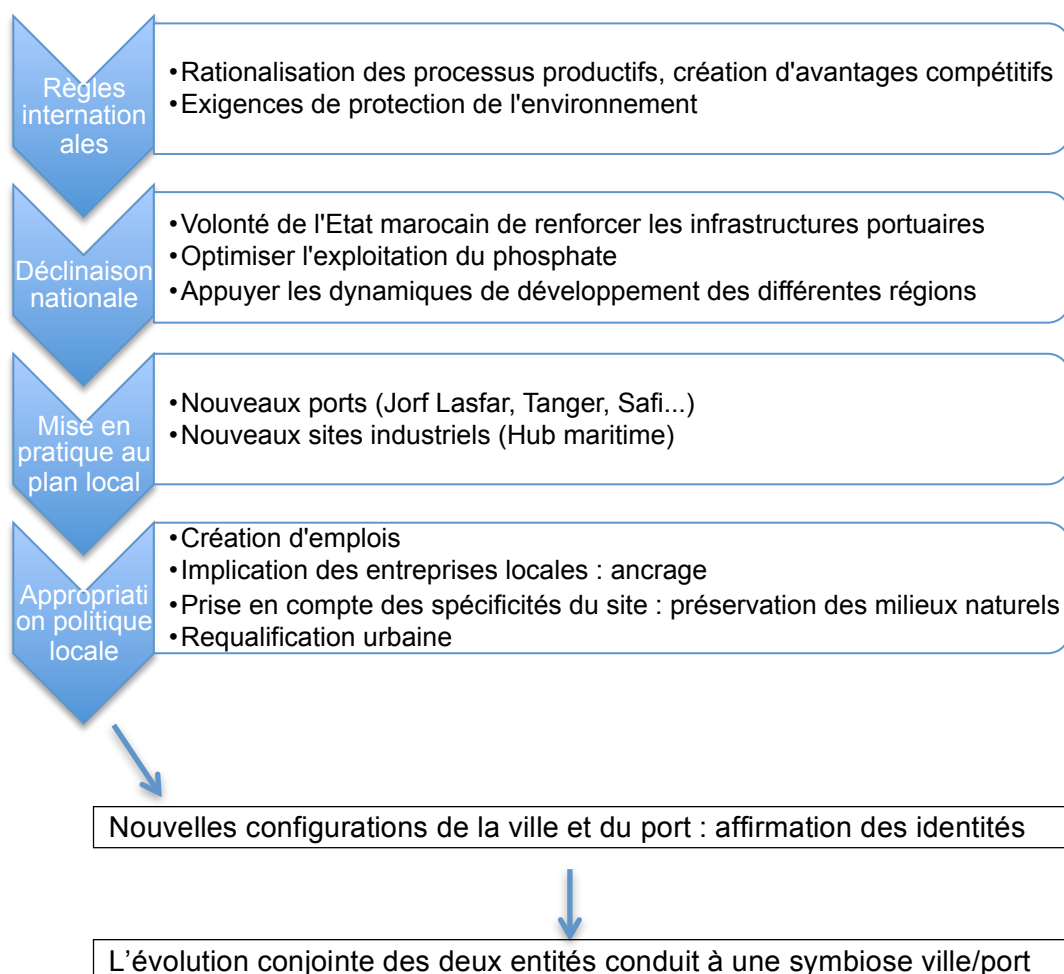 Règles
internation
ales
•Rationalisation des processus productifs, création d'avantages compétitifs
•Exigences de protection de l'environnement
Déclinaison
nationale
•Volonté de l'Etat marocain de renforcer les infrastructures portuaires
•Optimiser l'exploitation du phosphate
•Appuyer les dynamiques de développement des différentes régions
Mise en
pratique au
plan local
•Nouveaux ports (Jorf Lasfar, Tanger, Safi...)
•Nouveaux sites industriels (Hub maritime)
Appropriati
on politique
locale
•Création d'emplois
•Implication des entreprises locales : ancrage
•Prise en compte des spécificités du site : préservation des milieux naturels
•Requalification urbaine
Nouvelles configurations de la ville et du port : affirmation des identités
L’évolution conjointe des deux entités conduit à une symbiose ville/port